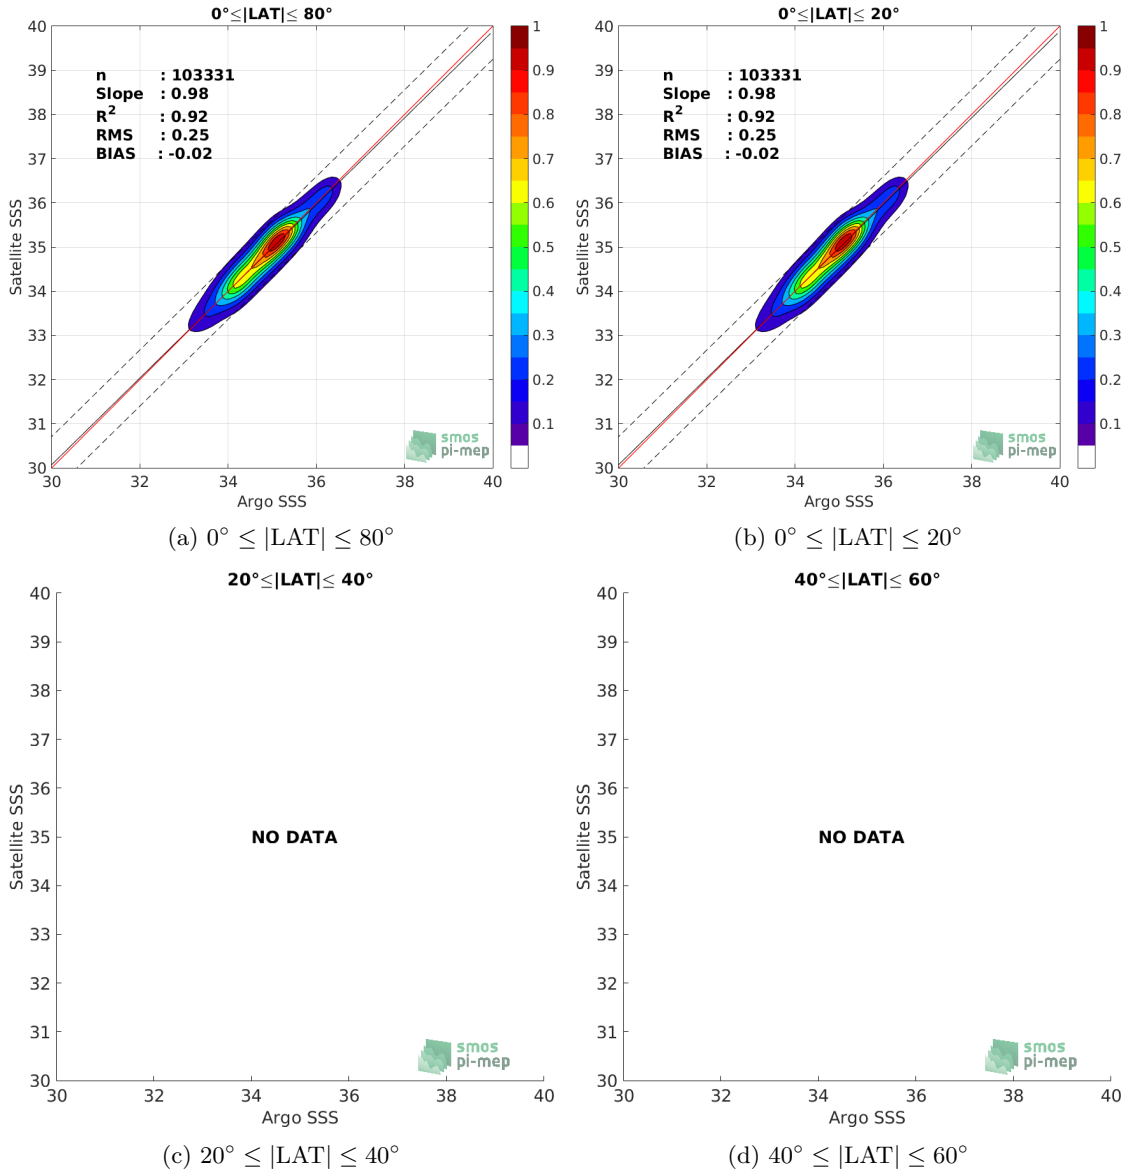 0°≤|LAT|≤ 80°
40
39
38
37
36
35
34
33
32
31
30
Satellite SSS
n : 103331
Slope : 0.98
R² : 0.92
RMS : 0.25
BIAS : -0.02
1
0.9
0.8
0.7
0.6
0.5
0.4
0.3
0.2
0.1
smos
pi-mep
30 32 34 36 38 40
Argo SSS
(a) 0° ≤ |LAT| ≤ 80°
0°≤|LAT|≤ 20°
40
39
38
37
36
35
34
33
32
31
30
Satellite SSS
n : 103331
Slope : 0.98
R² : 0.92
RMS : 0.25
BIAS : -0.02
1
0.9
0.8
0.7
0.6
0.5
0.4
0.3
0.2
0.1
smos
pi-mep
30 32 34 36 38 40
Argo SSS
(b) 0° ≤ |LAT| ≤ 20°
20°≤|LAT|≤ 40°
40
39
38
37
36
35
34
33
32
31
30
Satellite SSS
NO DATA
smos
pi-mep
30 32 34 36 38 40
Argo SSS
(c) 20° ≤ |LAT| ≤ 40°
40°≤|LAT|≤ 60°
40
39
38
37
36
35
34
33
32
31
30
Satellite SSS
NO DATA
smos
pi-mep
30 32 34 36 38 40
Argo SSS
(d) 40° ≤ |LAT| ≤ 60°